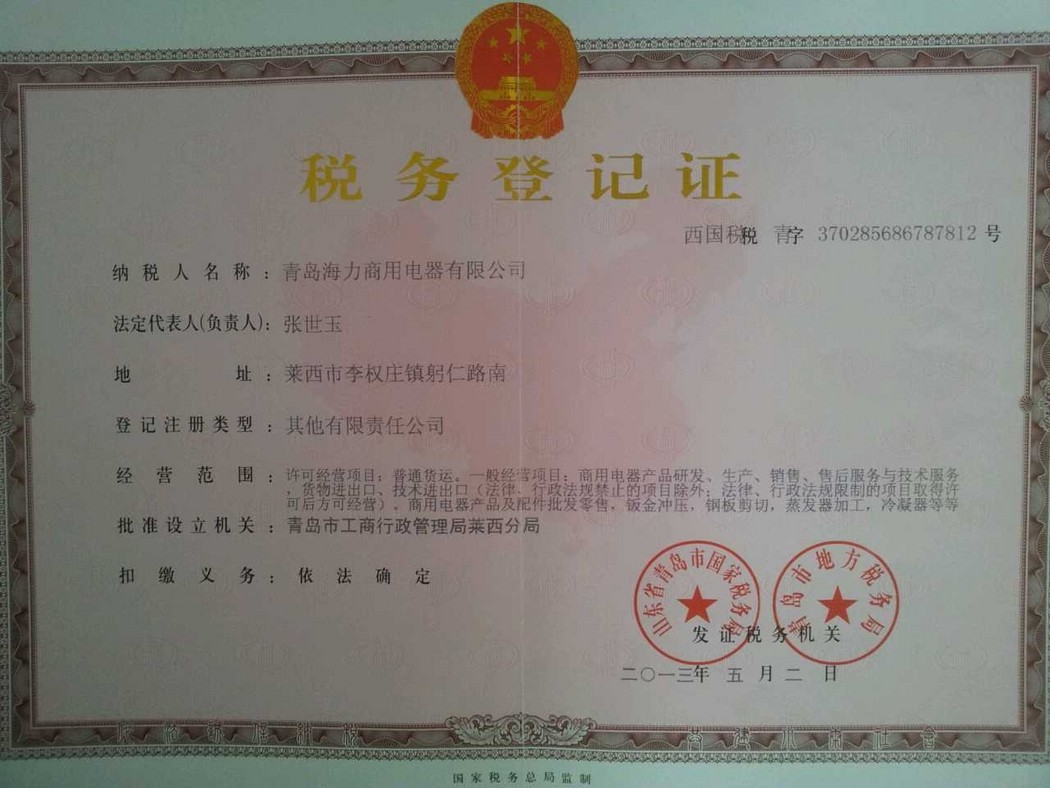 税务登记证
西国税税 青字 370285686787812 号
纳税人名称：青岛海力商用电器有限公司
法定代表人(负责人)：张世玉
地址：莱西市李权庄镇躬仁路南
登记注册类型：其他有限责任公司
经营范围：许可经营项目：普通货运。一般经营项目：商用电器产品研发、生产、销售、售后服务与技术服务
，货物进出口、技术进出口（法律、行政法规禁止的项目除外；法律、行政法规限制的项目取得许
可后方可经营）。商用电器产品及配件批发零售，钣金冲压，钢板剪切，蒸发器加工，冷凝器等等
批准设立机关：青岛市工商行政管理局莱西分局
扣缴义务：依法确定
山东省青岛市国家税务局
青岛市地方税务局
发证税务机关
二〇一三年 五 月 二 日
国家税务总局监制